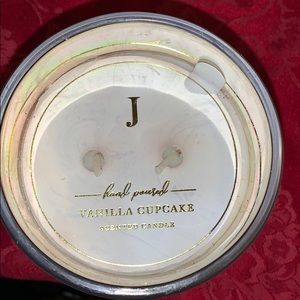 J
hand poured
VANILLA CUPCAKE
SCENTED CANDLE